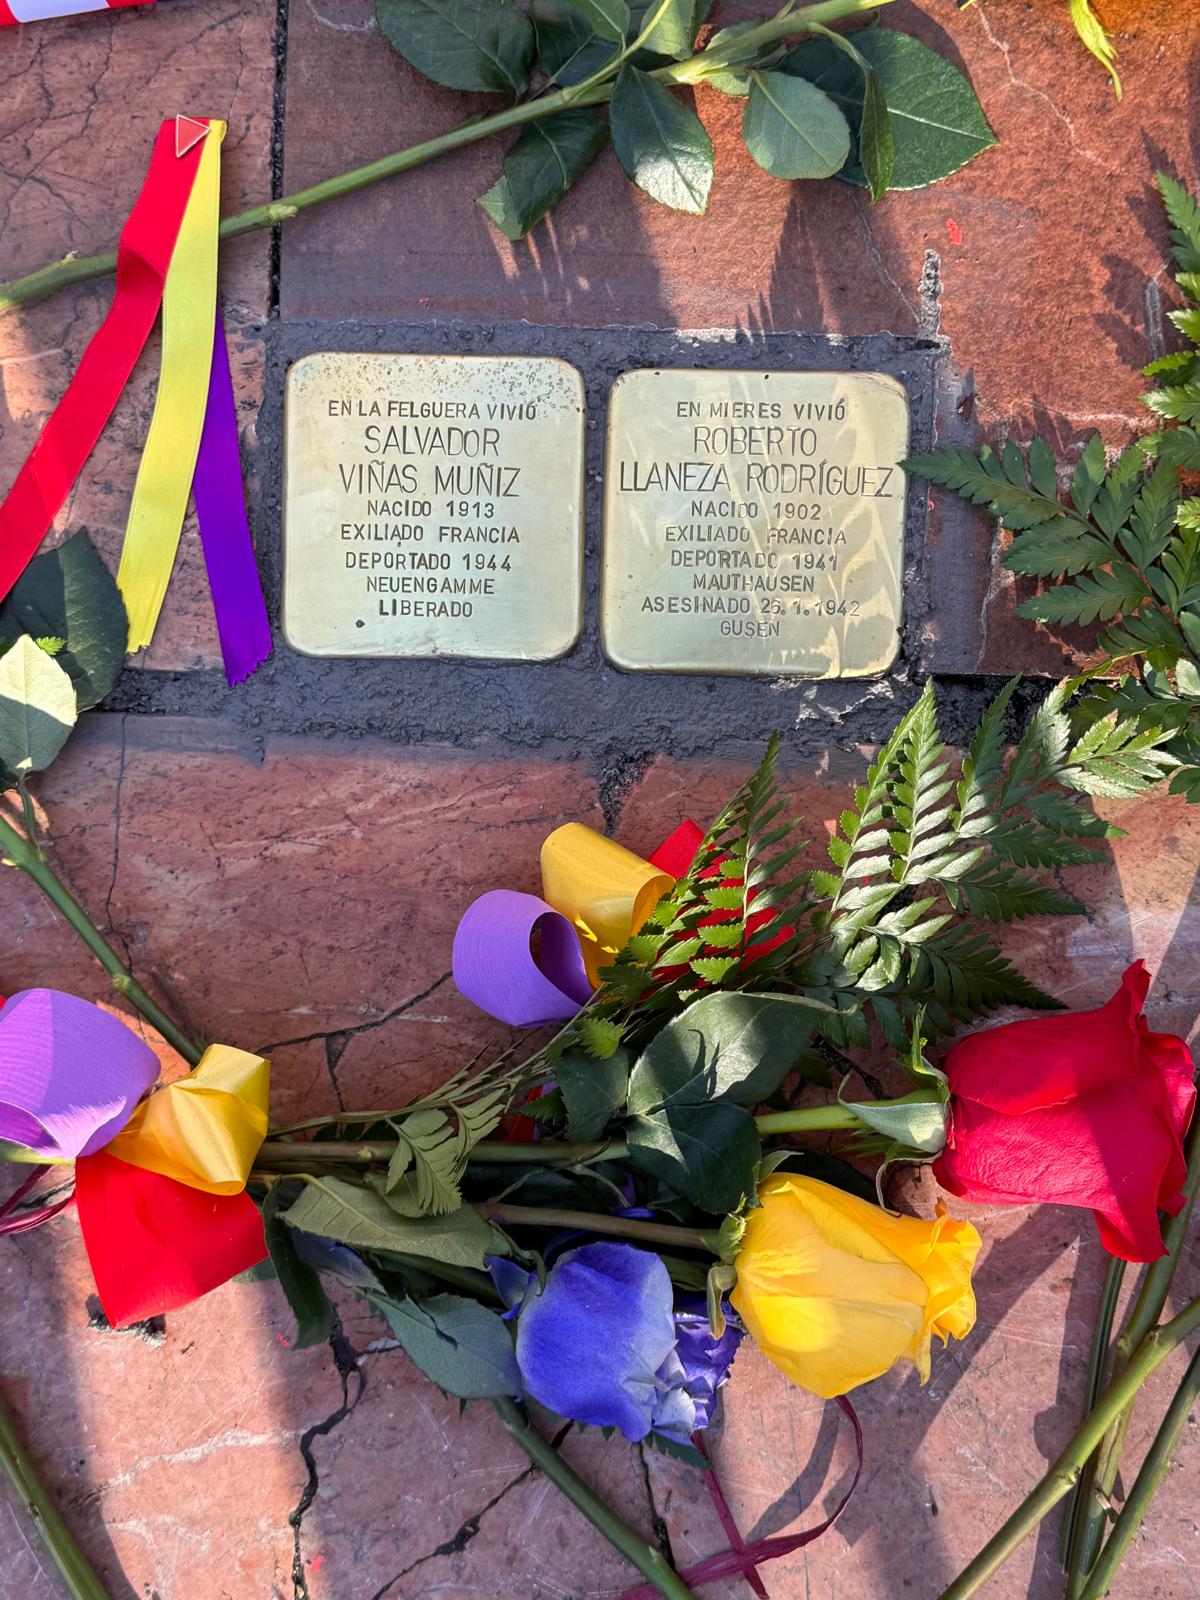 EN LA FELGUERA VIVIÓ
SALVADOR
VIÑAS MUÑIZ
NACIDO 1913
EXILIADO FRANCIA
DEPORTADO 1944
NEUENGAMME
LIBERADO
EN MIERES VIVIÓ
ROBERTO
LLANEZA RODRÍGUEZ
NACIDO 1902
EXILIADO FRANCIA
DEPORTADO 1941
MAUTHAUSEN
ASESINADO 26.1.1942
GUSEN